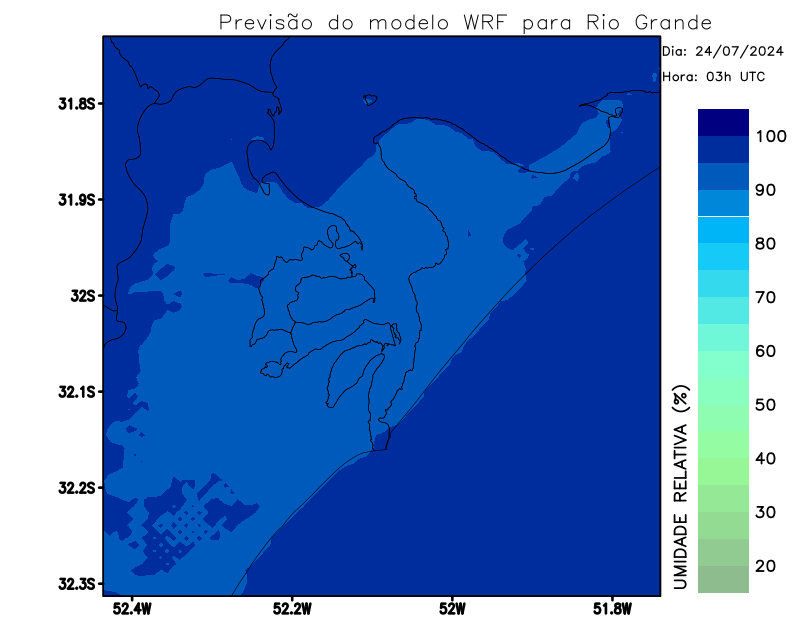 Previsão do modelo WRF para Rio Grande
Dia: 24/07/2024
Hora: 03h UTC
31.8S
31.9S
32S
32.1S
32.2S
32.3S
52.4W
52.2W
52W
51.8W
UMIDADE RELATIVA (%)
100
90
80
70
60
50
40
30
20